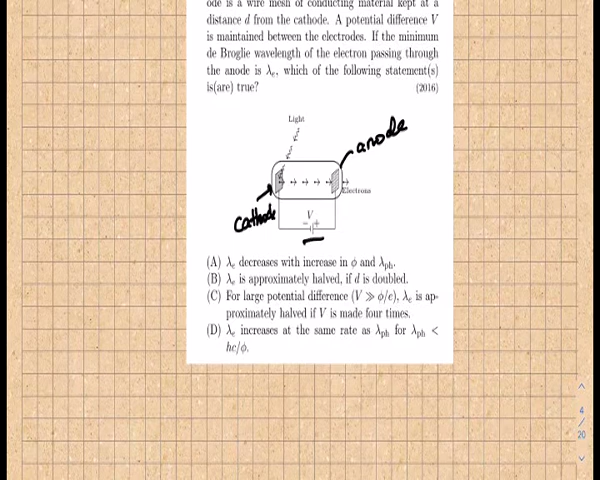 ode is a wire mesh of conducting material kept at a
distance d from the cathode. A potential difference V
is maintained between the electrodes. If the minimum
de Broglie wavelength of the electron passing through
the anode is λe, which of the following statement(s)
is(are) true? (2016)
Light
anode
Electrons
cathode
V
− +
(A) λe decreases with increase in ϕ and λph.
(B) λe is approximately halved, if d is doubled.
(C) For large potential difference (V ≫ ϕ/e), λe is ap-
proximately halved if V is made four times.
(D) λe increases at the same rate as λph for λph <
hc/ϕ.
4
/
20